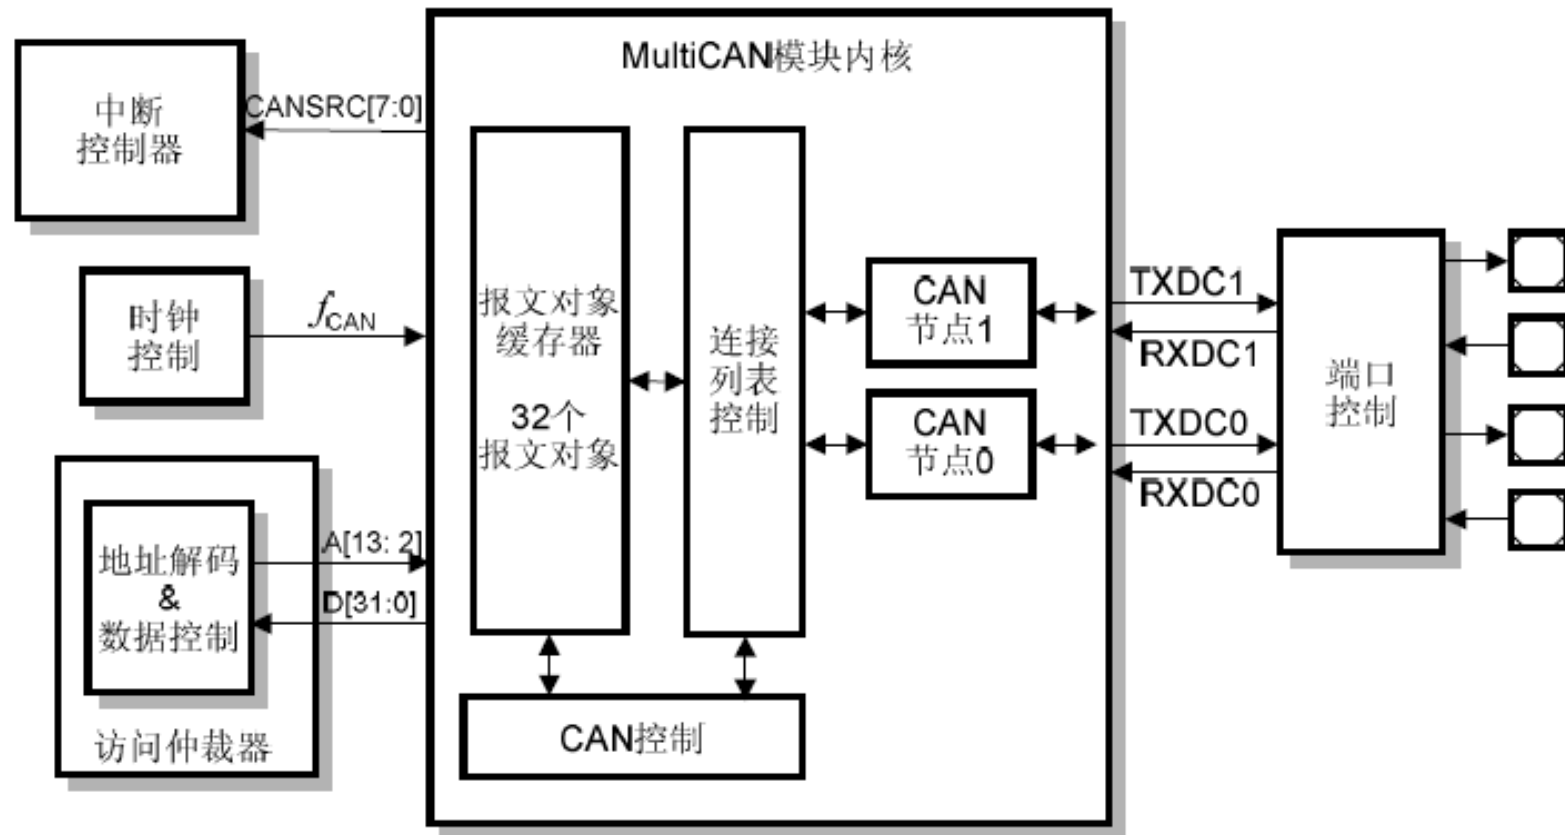 MultiCAN模块内核
中断
控制器
CANSRC[7:0]
时钟
控制
fCAN
地址解码
&
数据控制
访问仲裁器
A[13: 2]
D[31:0]
报文对象
缓存器
32个
报文对象
连接
列表
控制
CAN
节点1
CAN
节点0
CAN控制
TXDC1
RXDC1
TXDC0
RXDC0
端口
控制